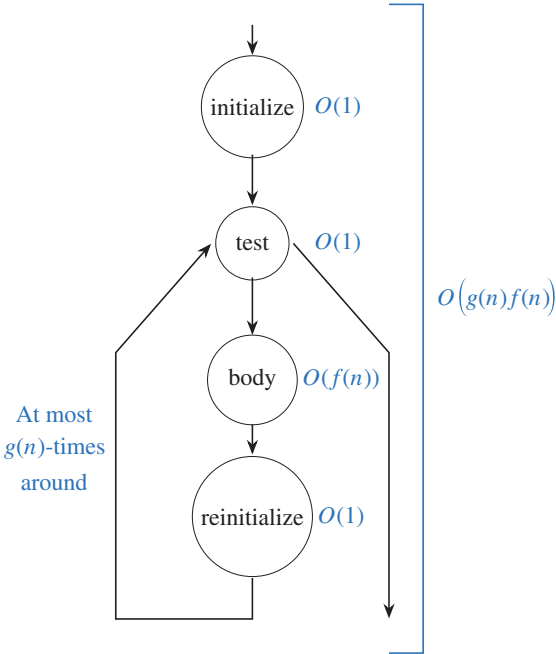 initialize O(1)
test O(1)
O(g(n)f(n))
body O(f(n))
At most
g(n)-times
around
reinitialize O(1)